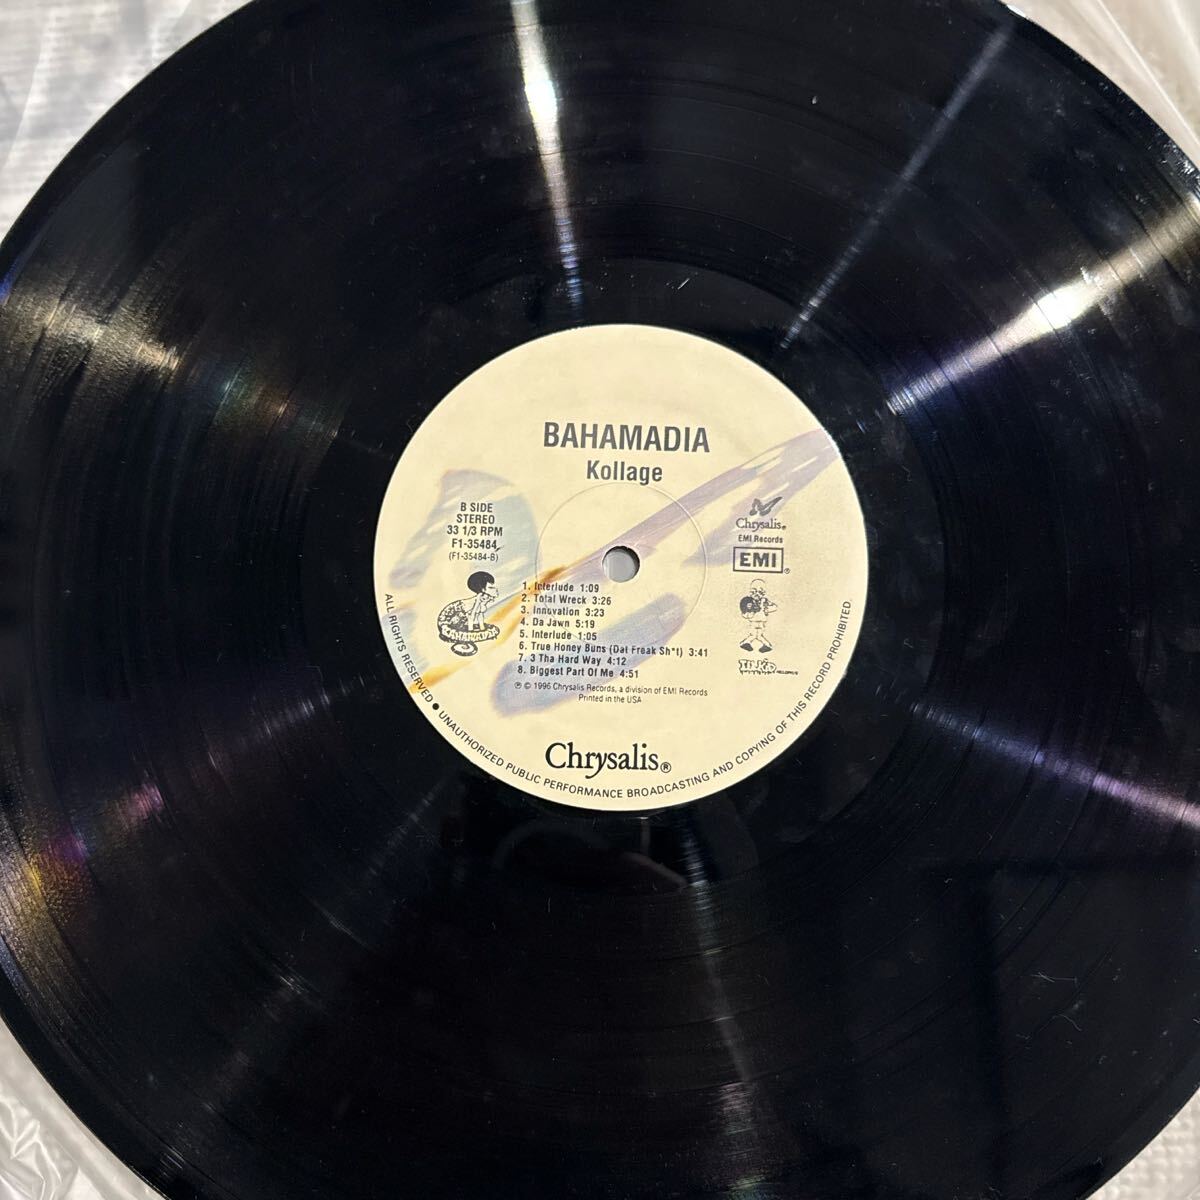 BAHAMADIA
Kollage
B SIDE
STEREO
33 1/3 RPM
F1-35484
(F1-35484-B)
Chrysalis®
EMI Records
EMI®
1. Interlude 1:09
2. Total Wreck 3:26
3. Innovation 3:23
4. Da Jawn 5:19
5. Interlude 1:05
6. True Honey Buns (Dat Freak Sh*t) 3:41
7. 3 Tha Hard Way 4:12
8. Biggest Part Of Me 4:51
℗ © 1996 Chrysalis Records, a division of EMI Records
Printed in the USA
BAHAMADIA
RECORDS
Chrysalis®
ALL RIGHTS RESERVED ● UNAUTHORIZED PUBLIC PERFORMANCE BROADCASTING AND COPYING OF THIS RECORD PROHIBITED.